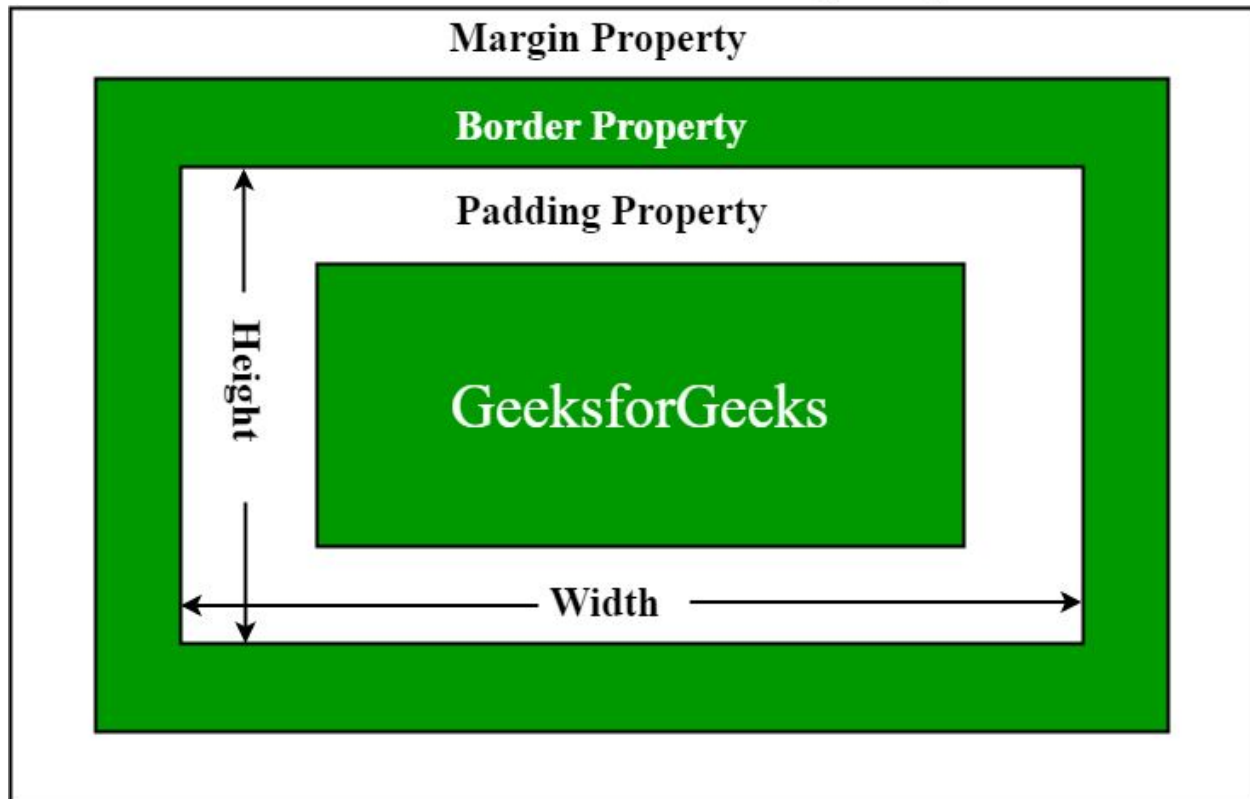 Margin Property
Border Property
Padding Property
Height
GeeksforGeeks
Width